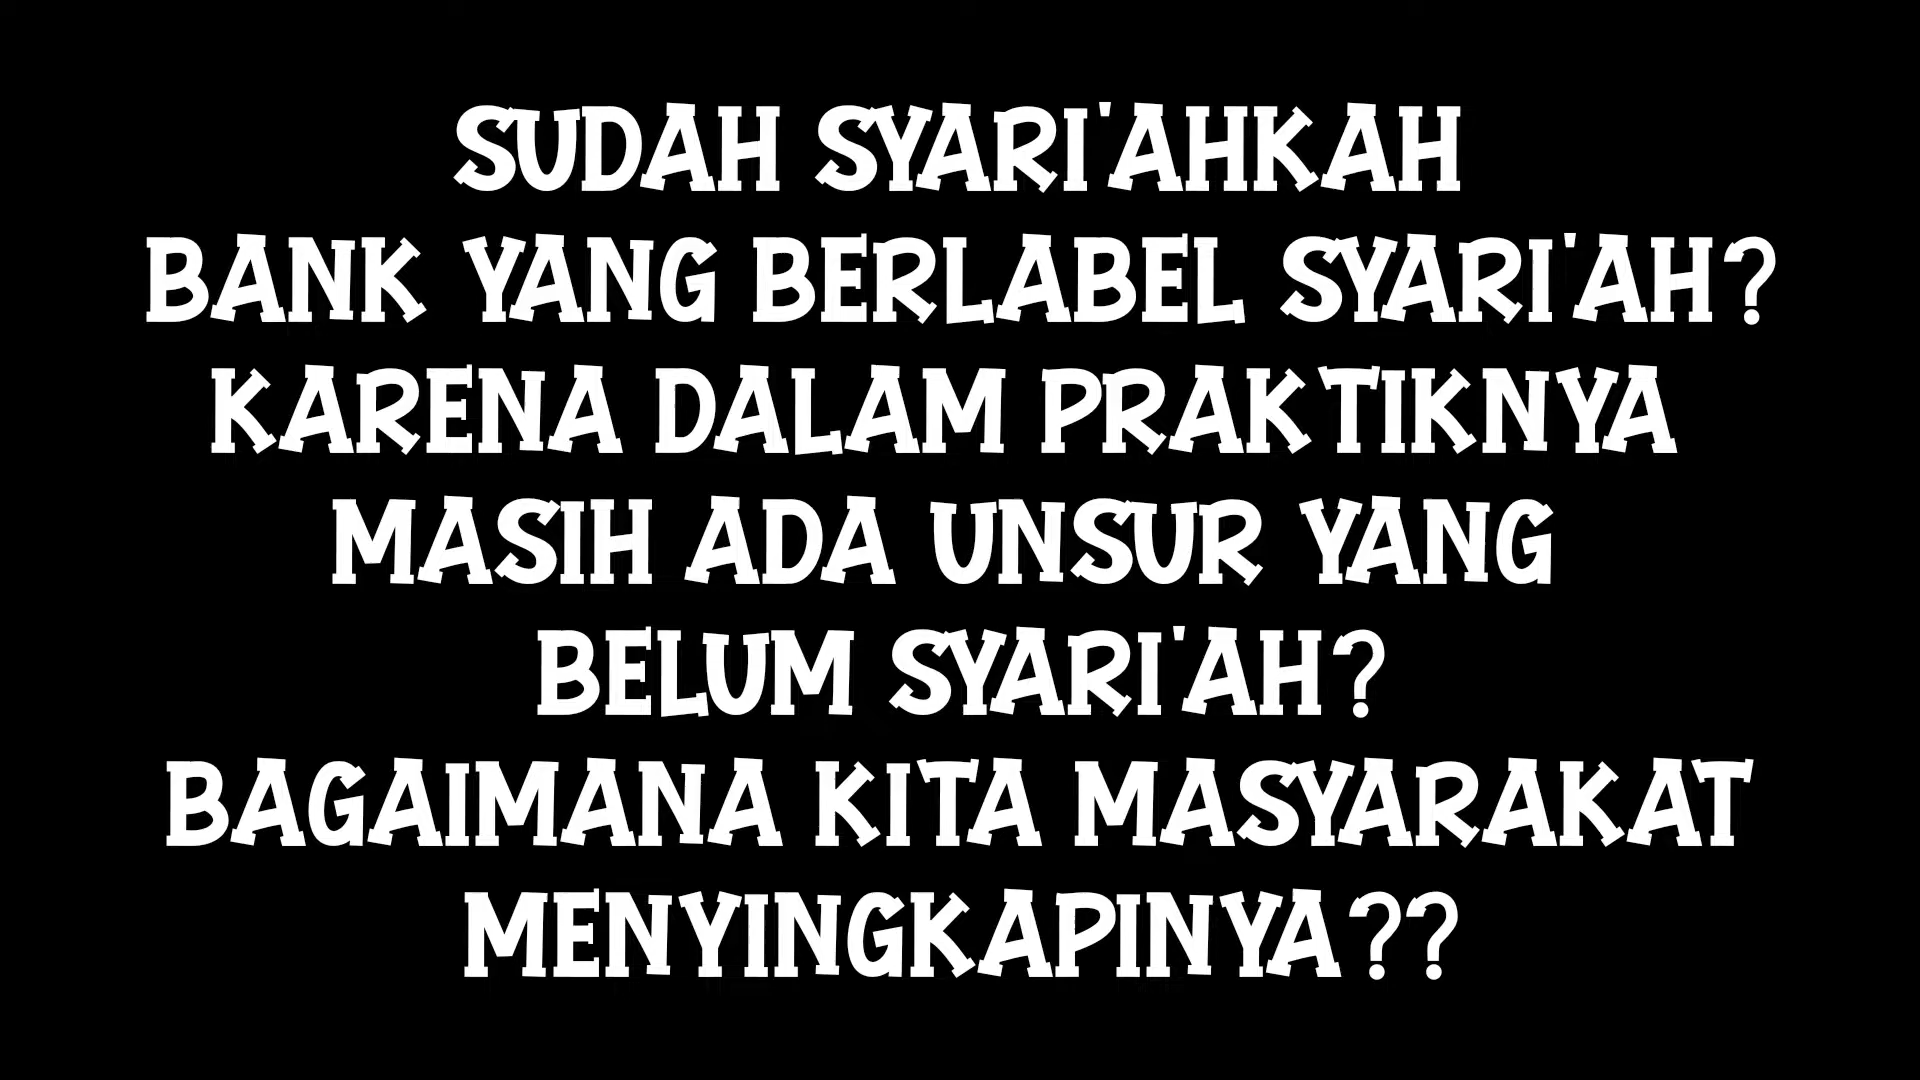 SUDAH SYARI'AHKAH
BANK YANG BERLABEL SYARI'AH?
KARENA DALAM PRAKTIKNYA
MASIH ADA UNSUR YANG
BELUM SYARI'AH?
BAGAIMANA KITA MASYARAKAT
MENYINGKAPINYA??